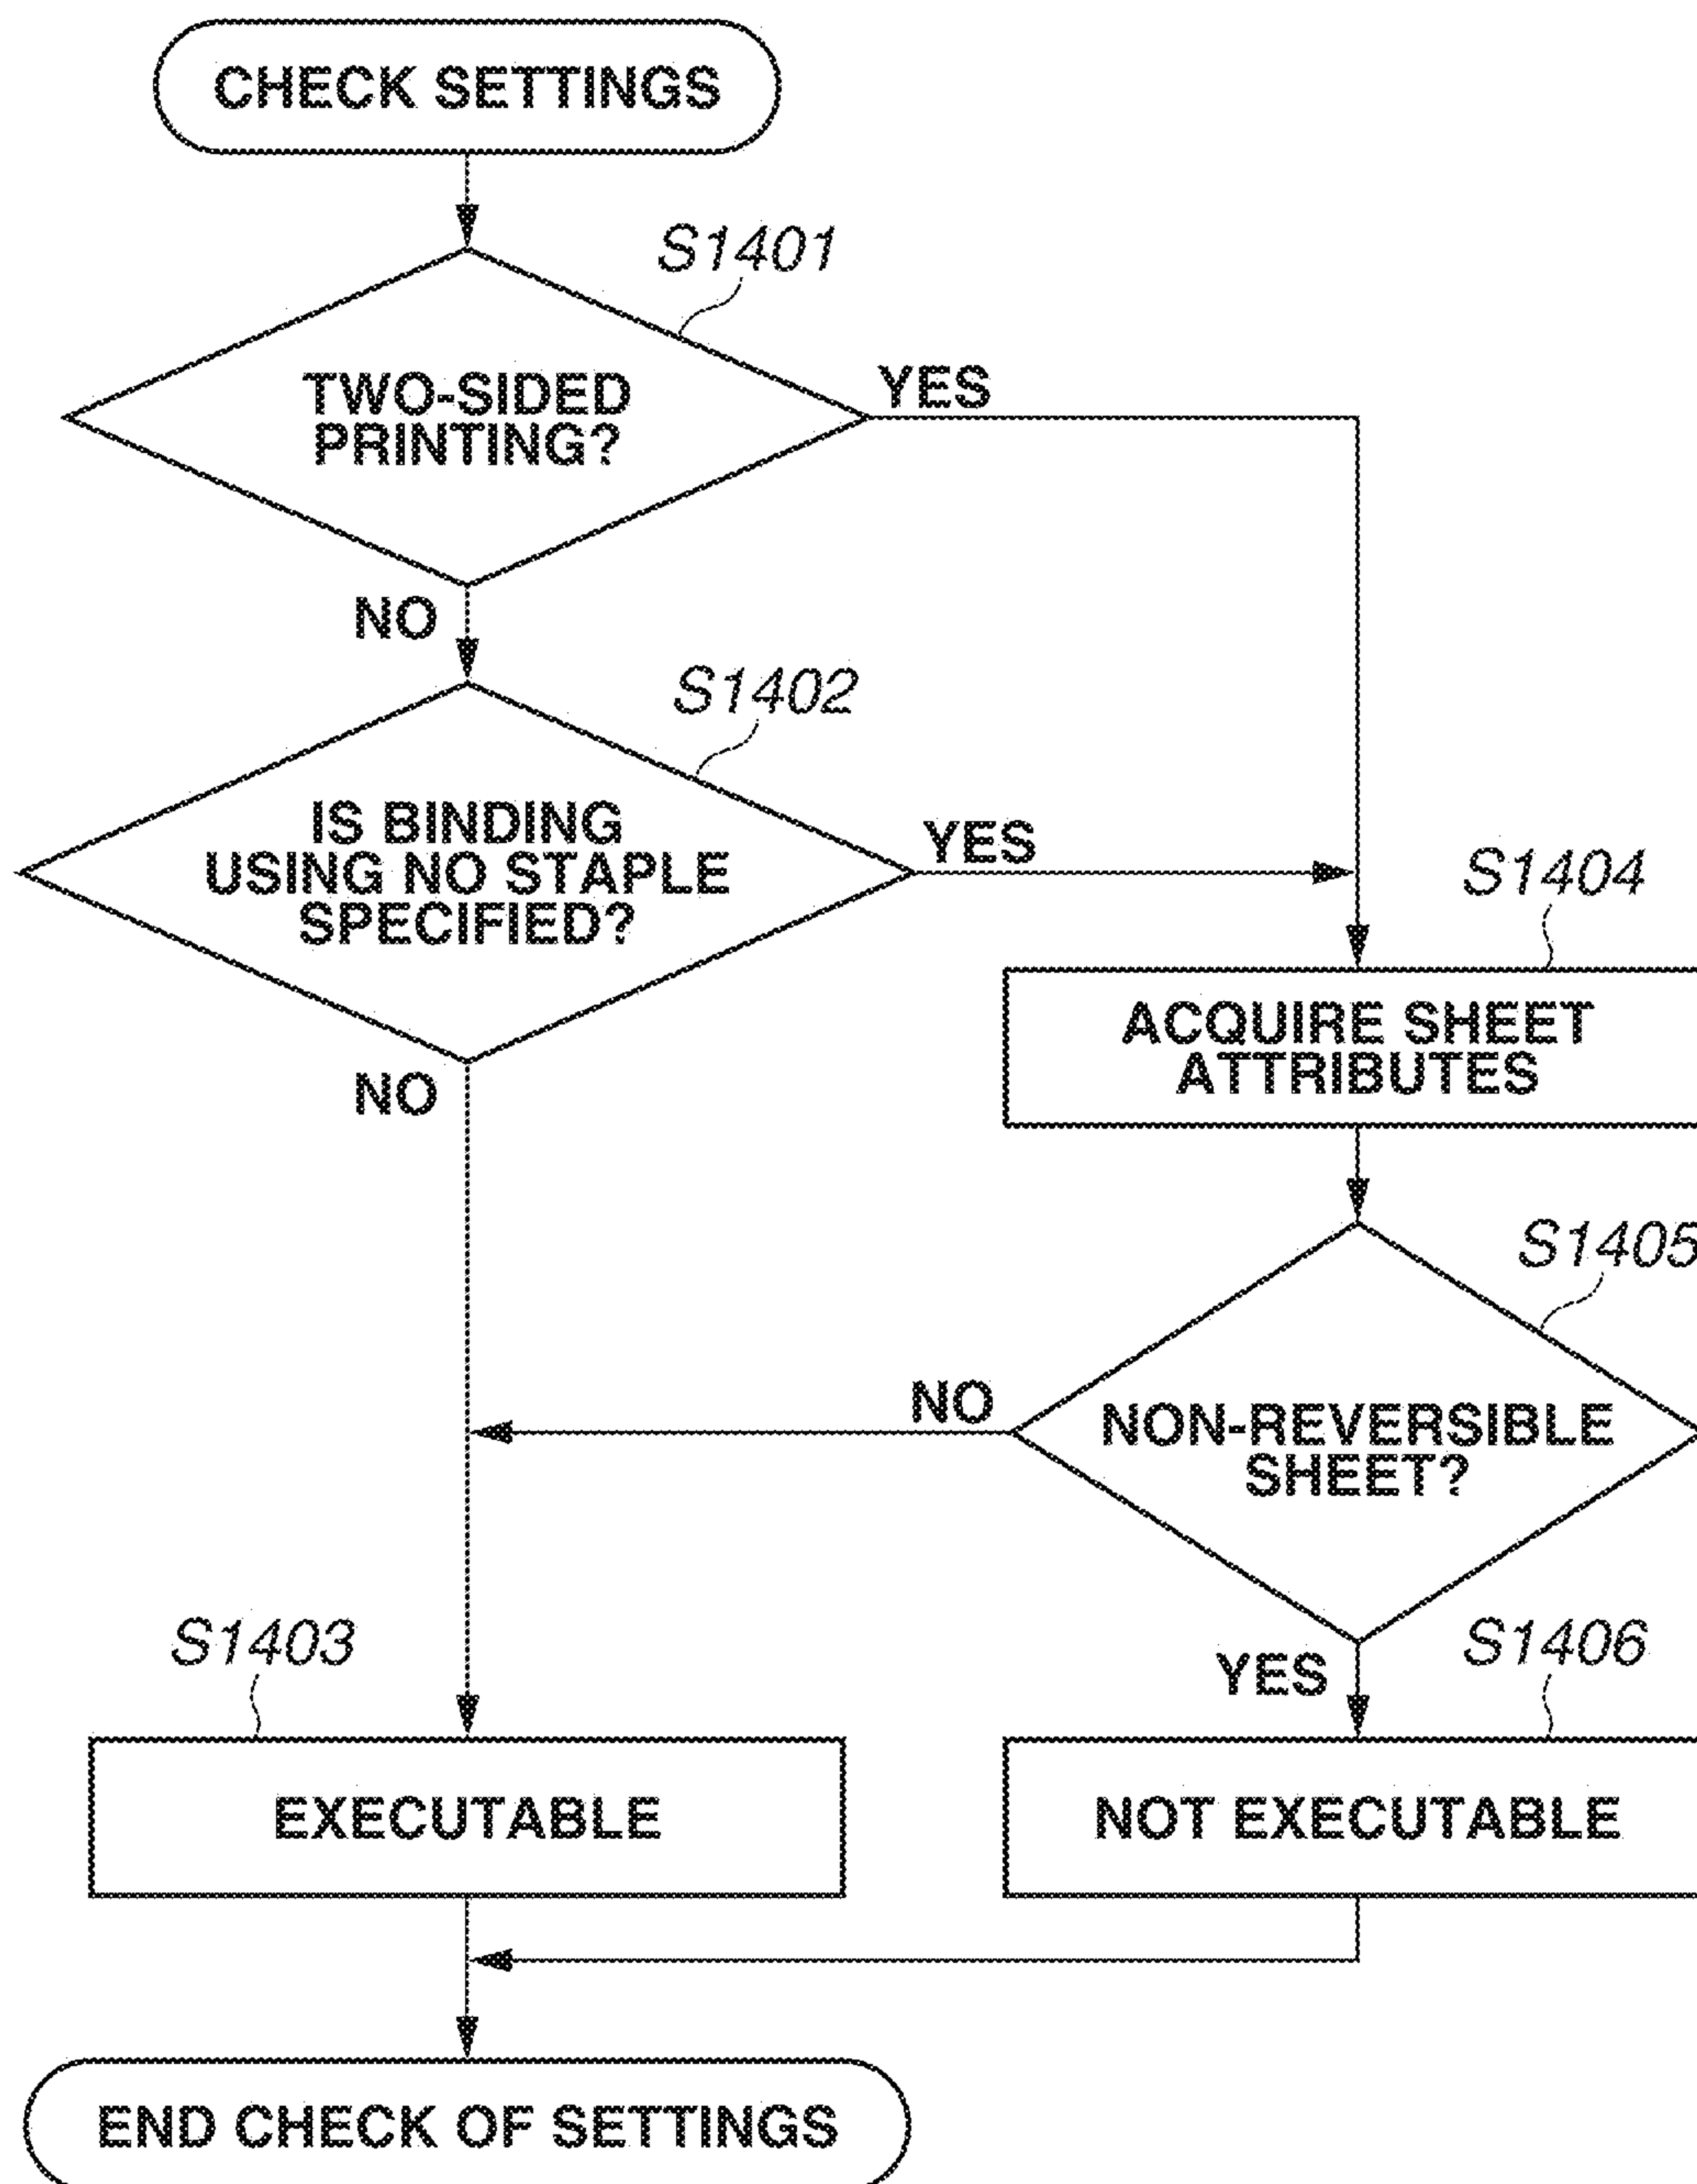 CHECK SETTINGS
S1401
TWO-SIDED
PRINTING?
YES
NO
S1402
IS BINDING
USING NO STAPLE
SPECIFIED?
YES
NO
S1404
ACQUIRE SHEET
ATTRIBUTES
S1405
NON-REVERSIBLE
SHEET?
NO
YES
S1403
EXECUTABLE
S1406
NOT EXECUTABLE
END CHECK OF SETTINGS